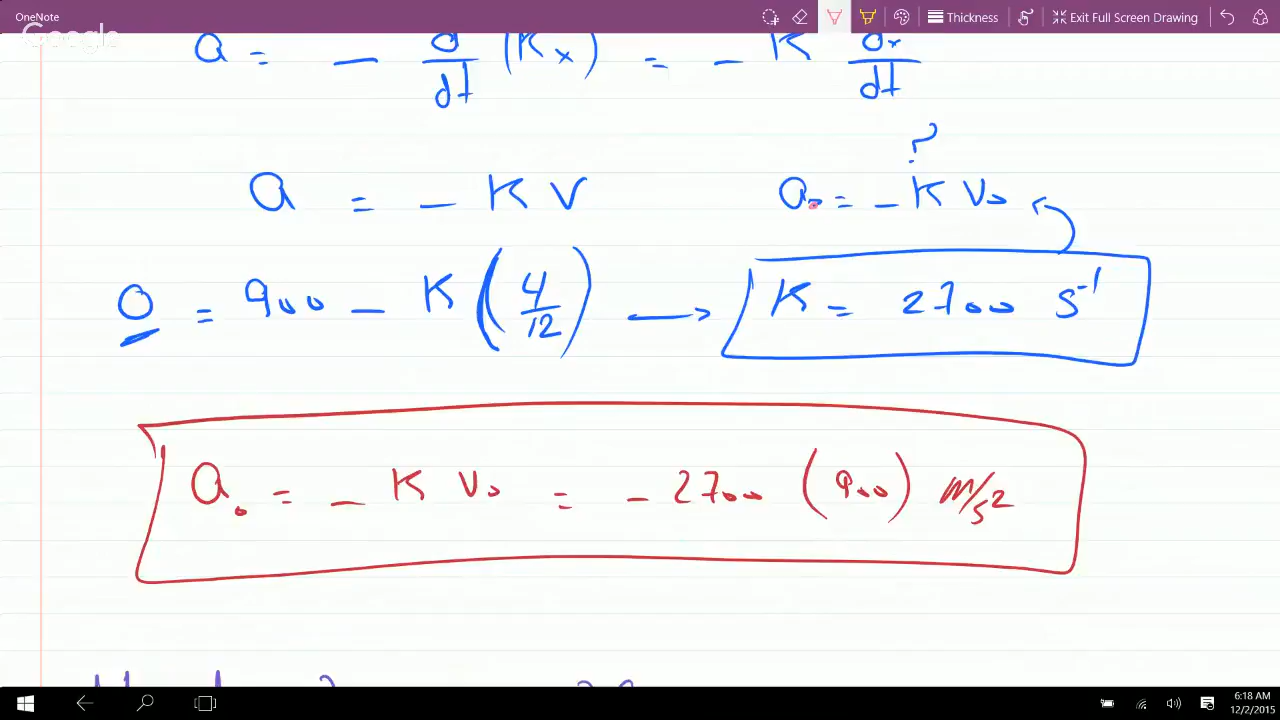 OneNote
Thickness
Exit Full Screen Drawing
Google
a = - d/dt (Kx) = - K dx/dt
?
a = - K v
a₀ = - K v₀
0 = 900 - K (4/12) → K = 2700 s⁻¹
a₀ = - K v₀ = - 2700 (900) m/s²
6:18 AM
12/2/2015